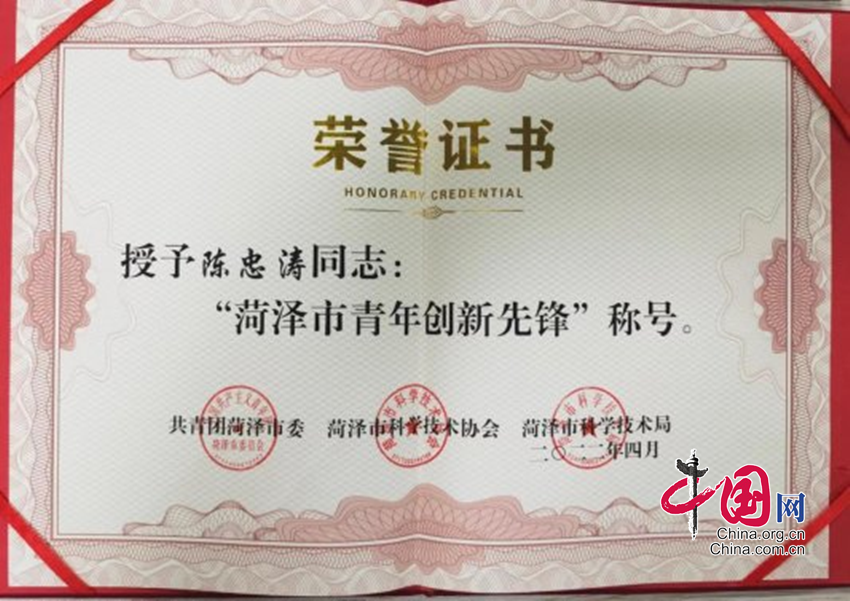 荣誉证书
HONORARY CREDENTIAL
授予陈忠涛同志：
“菏泽市青年创新先锋”称号。
共青团菏泽市委 菏泽市科学技术协会 菏泽市科学技术局
二〇二二年四月
中国网
China.org.cn
China.com.cn